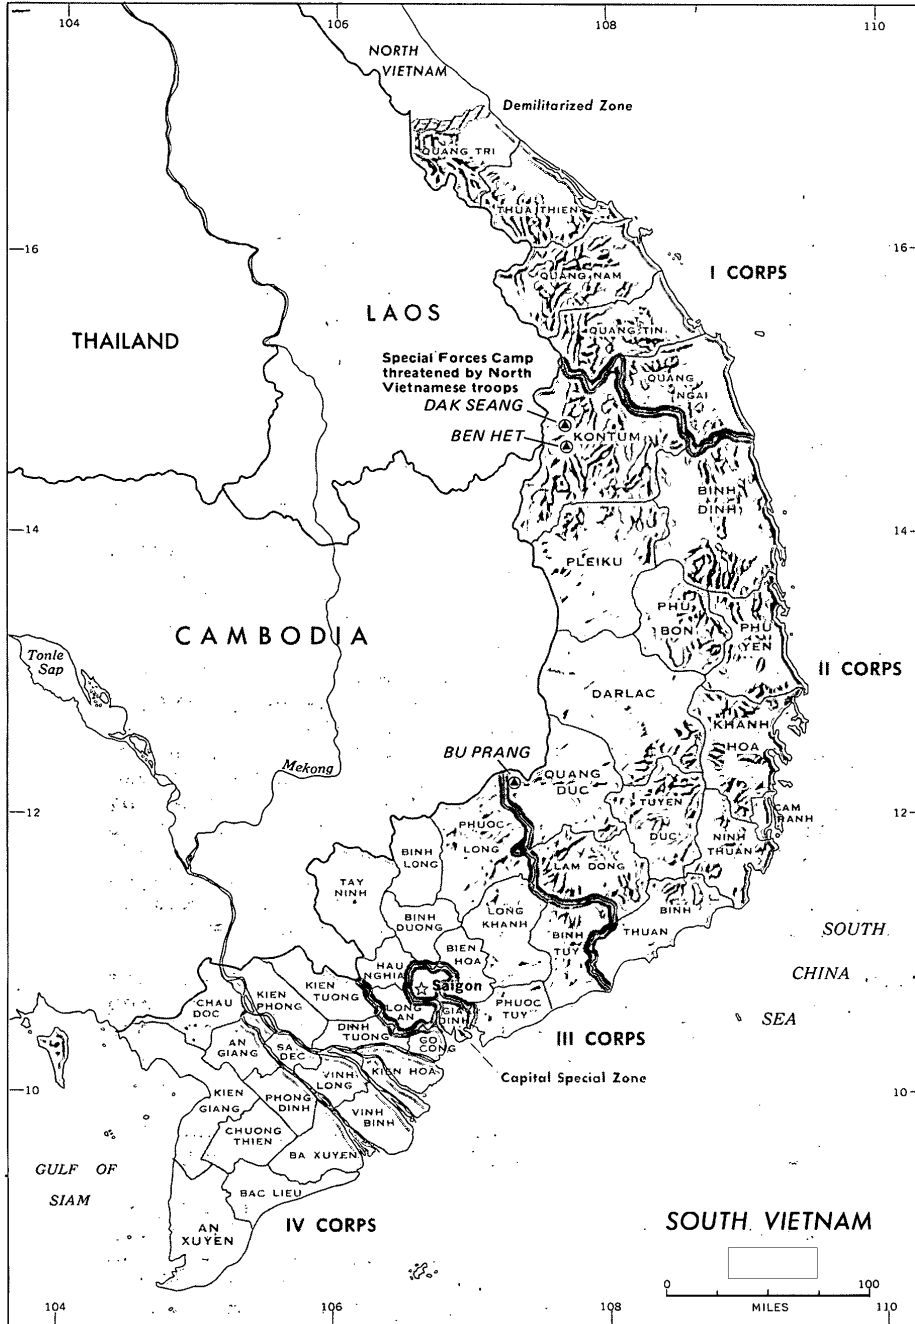 104
106
108
110
NORTH
VIETNAM
Demilitarized Zone
QUANG TRI
THUA THIEN
16
16
I CORPS
QUANG NAM
LAOS
THAILAND
QUANG TIN
Special Forces Camp
threatened by North
Vietnamese troops
QUANG
NGAI
DAK SEANG
BEN HET
KONTUM
BINH
DINH
14
14
PLEIKU
PHU
BON
PHU
YEN
CAMBODIA
Tonle
Sap
II CORPS
DARLAC
KHANH
HOA
BU PRANG
QUANG
DUC
Mekong
TUYEN
DUC
CAM
RANH
12
12
PHUOC
LONG
NINH
THUAN
BINH
LONG
LAM DONG
TAY
NINH
BINH
DUONG
LONG
KHANH
BINH
THUAN
BINH
TUY
SOUTH
CHINA
SEA
BIEN
HOA
HAU
NGHIA
Saigon
KIEN
TUONG
KIEN
PHONG
CHAU
DOC
LONG
AN
GIA
DINH
PHUOC
TUY
DINH
TUONG
GO
CONG
III CORPS
AN
GIANG
SA
DEC
VINH
LONG
KIEN HOA
Capital Special Zone
10
10
KIEN
GIANG
PHONG
DINH
VINH
BINH
CHUONG
THIEN
BA XUYEN
GULF OF
SIAM
BAC LIEU
AN
XUYEN
IV CORPS
SOUTH VIETNAM
0
100
MILES
104
106
108
110